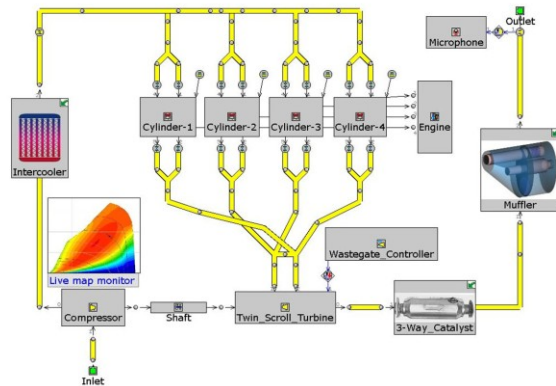 Outlet
Microphone
Cylinder-1
Cylinder-2
Cylinder-3
Cylinder-4
Engine
Intercooler
Muffler
Wastegate_Controller
Live map monitor
Compressor
Shaft
Twin_Scroll_Turbine
3-Way_Catalyst
Inlet